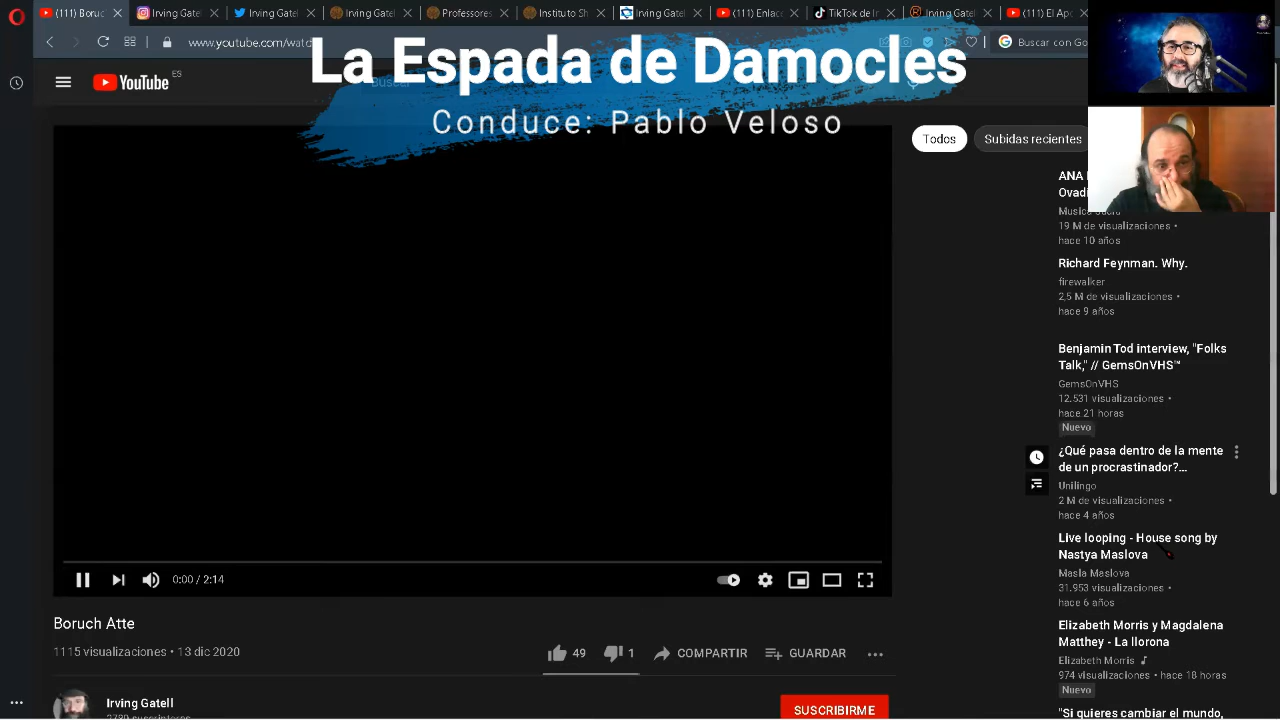 (111) Boruc
Irving Gatel
Irving Gatel
Irving Gatel
Professores
Instituto Sh
Irving Gatel
(111) Enlac
TikTok de Ir
Irving Gatel
(111) El Apo
www.youtube.com/watc
Buscar con Go
La Espada de Damocles
YouTube ES
Buscar
Conduce: Pablo Veloso
Todos
Subidas recientes
ANA
Ovadi
19 M de visualizaciones •
hace 10 años
Richard Feynman. Why.
firewalker
2,5 M de visualizaciones •
hace 9 años
Benjamin Tod interview, "Folks
Talk," // GemsOnVHS™
GemsOnVHS
12.531 visualizaciones •
hace 21 horas
Nuevo
¿Qué pasa dentro de la mente
de un procrastinador?...
Unilingo
2 M de visualizaciones •
hace 4 años
Live looping - House song by
Nastya Maslova
Masla Maslova
31.953 visualizaciones •
hace 6 años
Elizabeth Morris y Magdalena
Matthey - La llorona
Elizabeth Morris
974 visualizaciones • hace 18 horas
Nuevo
"Si quieres cambiar el mundo,
0:00 / 2:14
Boruch Atte
1115 visualizaciones • 13 dic 2020
49
1
COMPARTIR
GUARDAR
Irving Gatell
SUSCRIBIRME